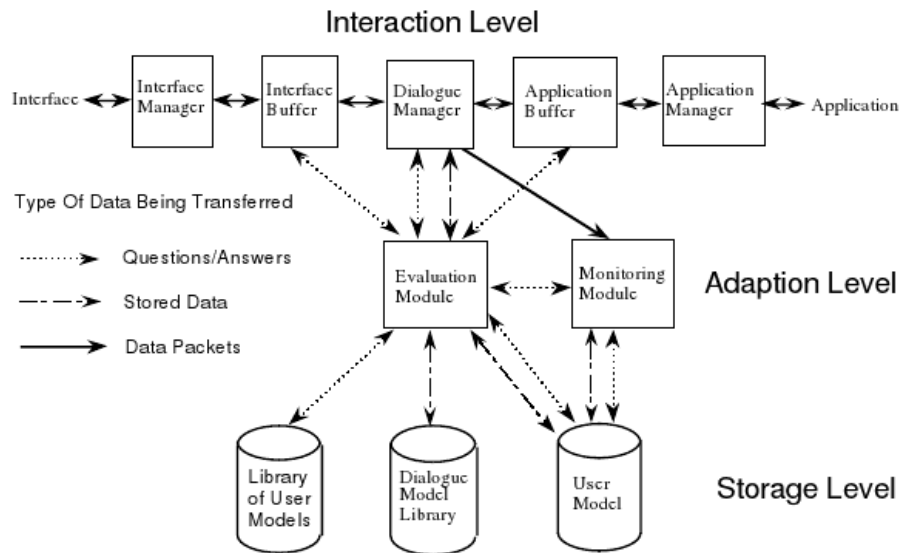 Interaction Level
Interface
Interface
Manager
Interface
Buffer
Dialogue
Manager
Application
Buffer
Application
Manager
Application
Type Of Data Being Transferred
Questions/Answers
Stored Data
Data Packets
Evaluation
Module
Monitoring
Module
Adaption Level
Library
of User
Models
Dialogue
Model
Library
User
Model
Storage Level